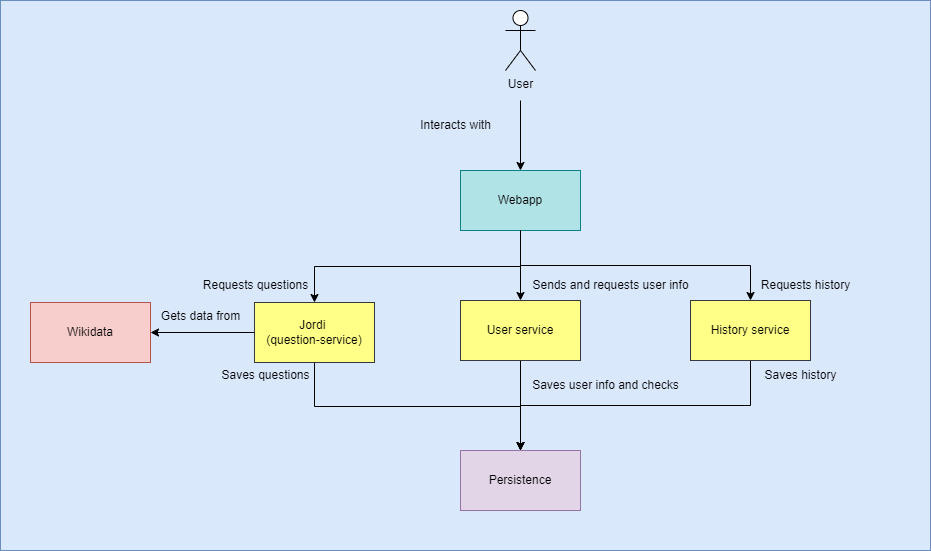 User
Interacts with
Webapp
Requests questions
Sends and requests user info
Requests history
Wikidata
Gets data from
Jordi
(question-service)
User service
History service
Saves questions
Saves user info and checks
Saves history
Persistence